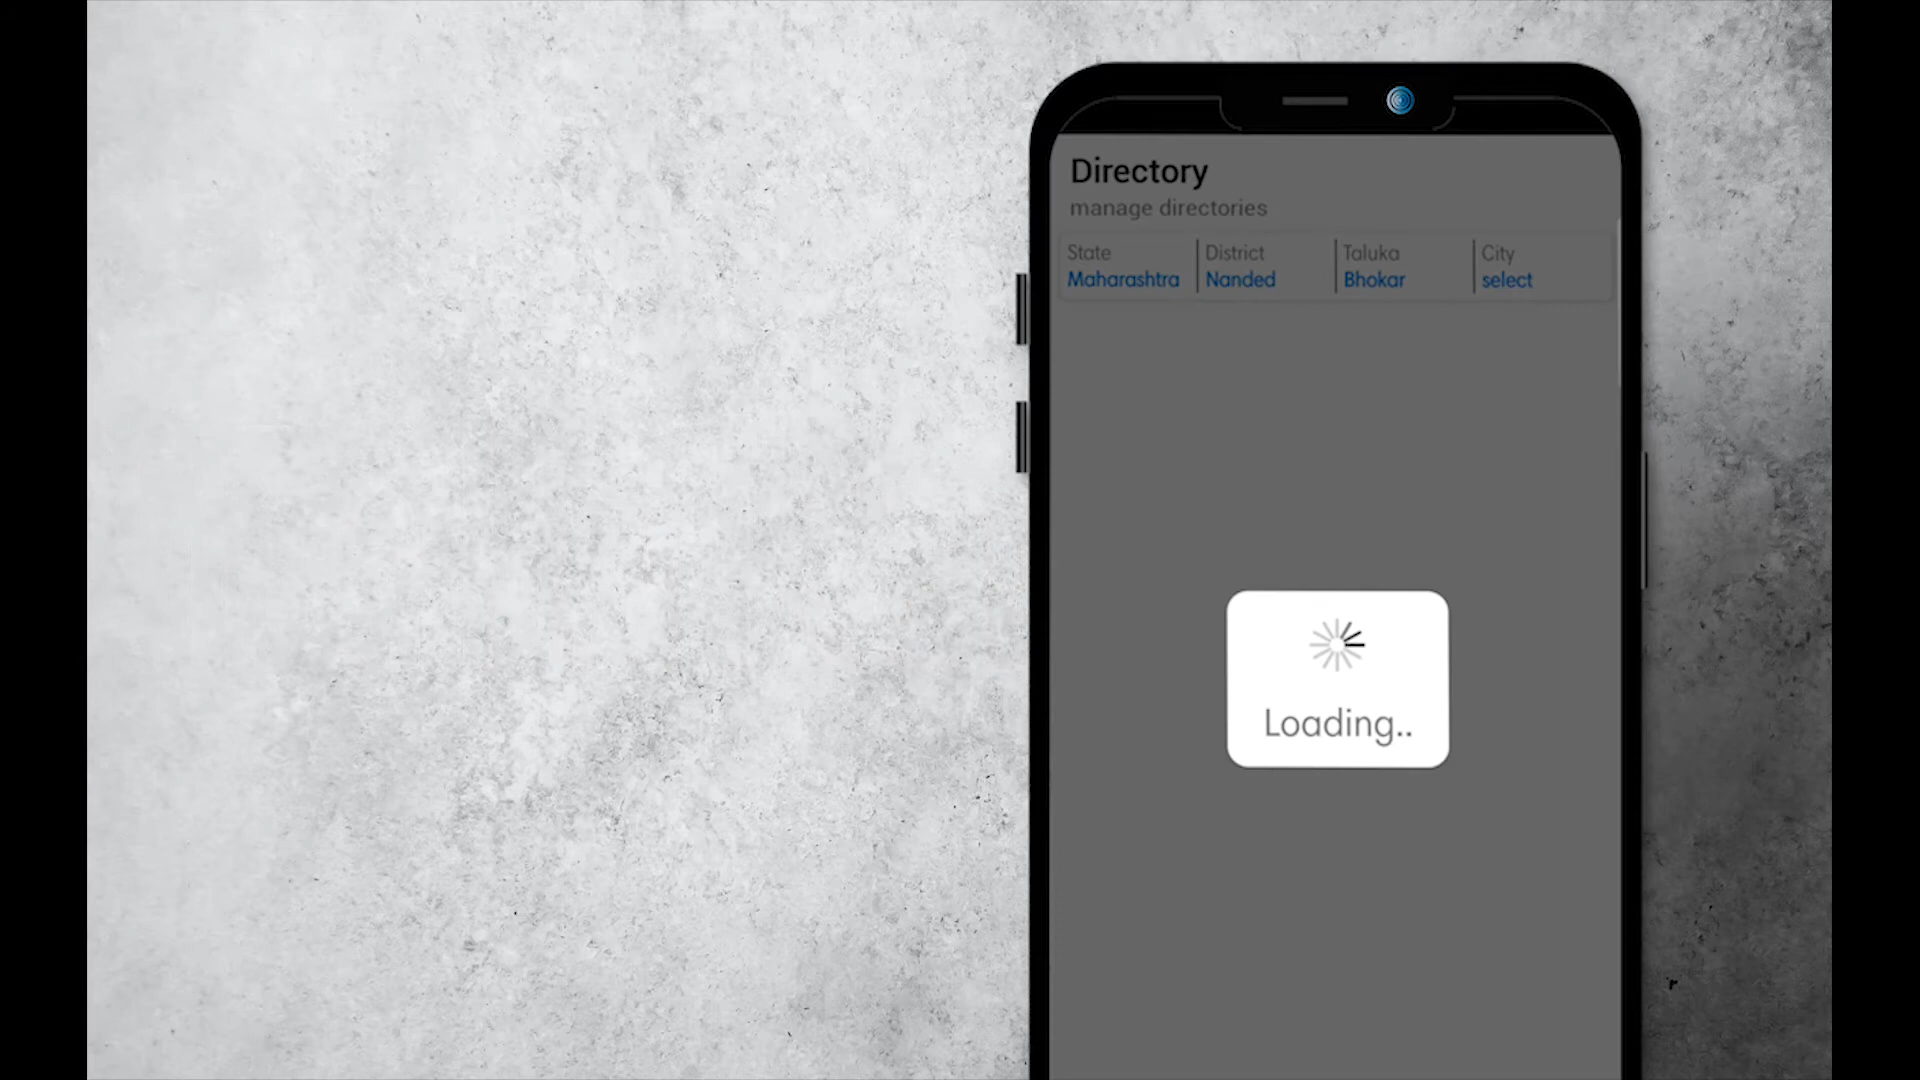 Directory
manage directories
State District Taluka City
Maharashtra Nanded Bhokar select
Loading..